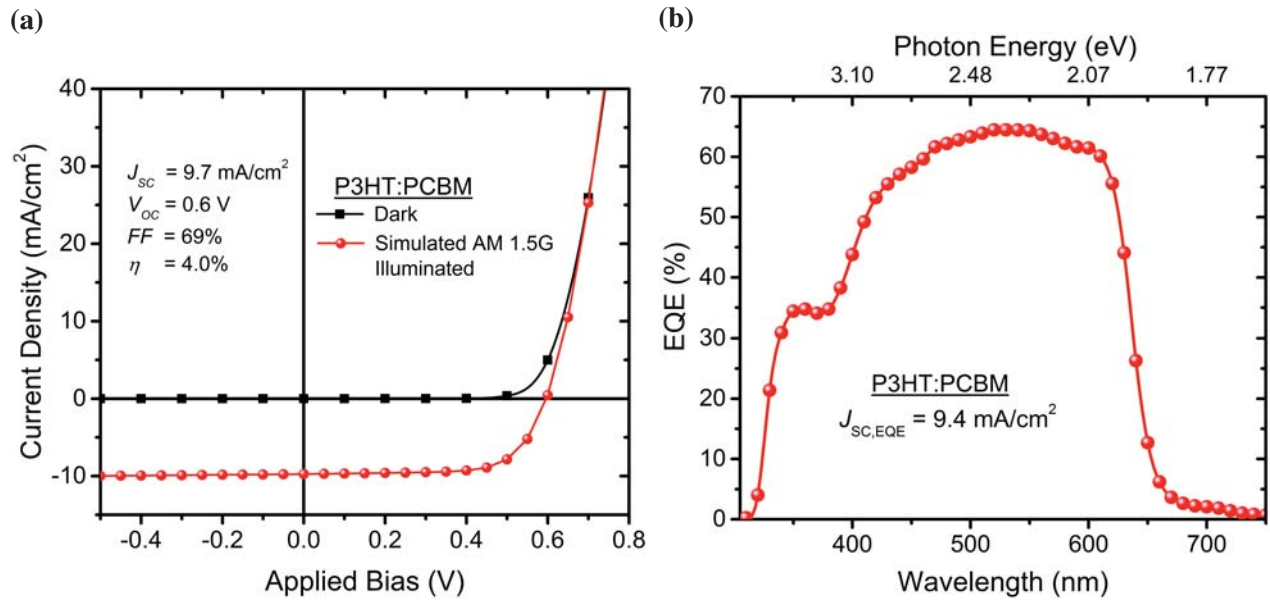 (a)
40
30
20
10
0
-10
Current Density (mA/cm²)
J_SC = 9.7 mA/cm²
V_OC = 0.6 V
FF = 69%
η = 4.0%
P3HT:PCBM
Dark
Simulated AM 1.5G
Illuminated
-0.4 -0.2 0.0 0.2 0.4 0.6 0.8
Applied Bias (V)
(b)
Photon Energy (eV)
3.10 2.48 2.07 1.77
70
60
50
40
30
20
10
0
EQE (%)
P3HT:PCBM
J_SC,EQE = 9.4 mA/cm²
400 500 600 700
Wavelength (nm)